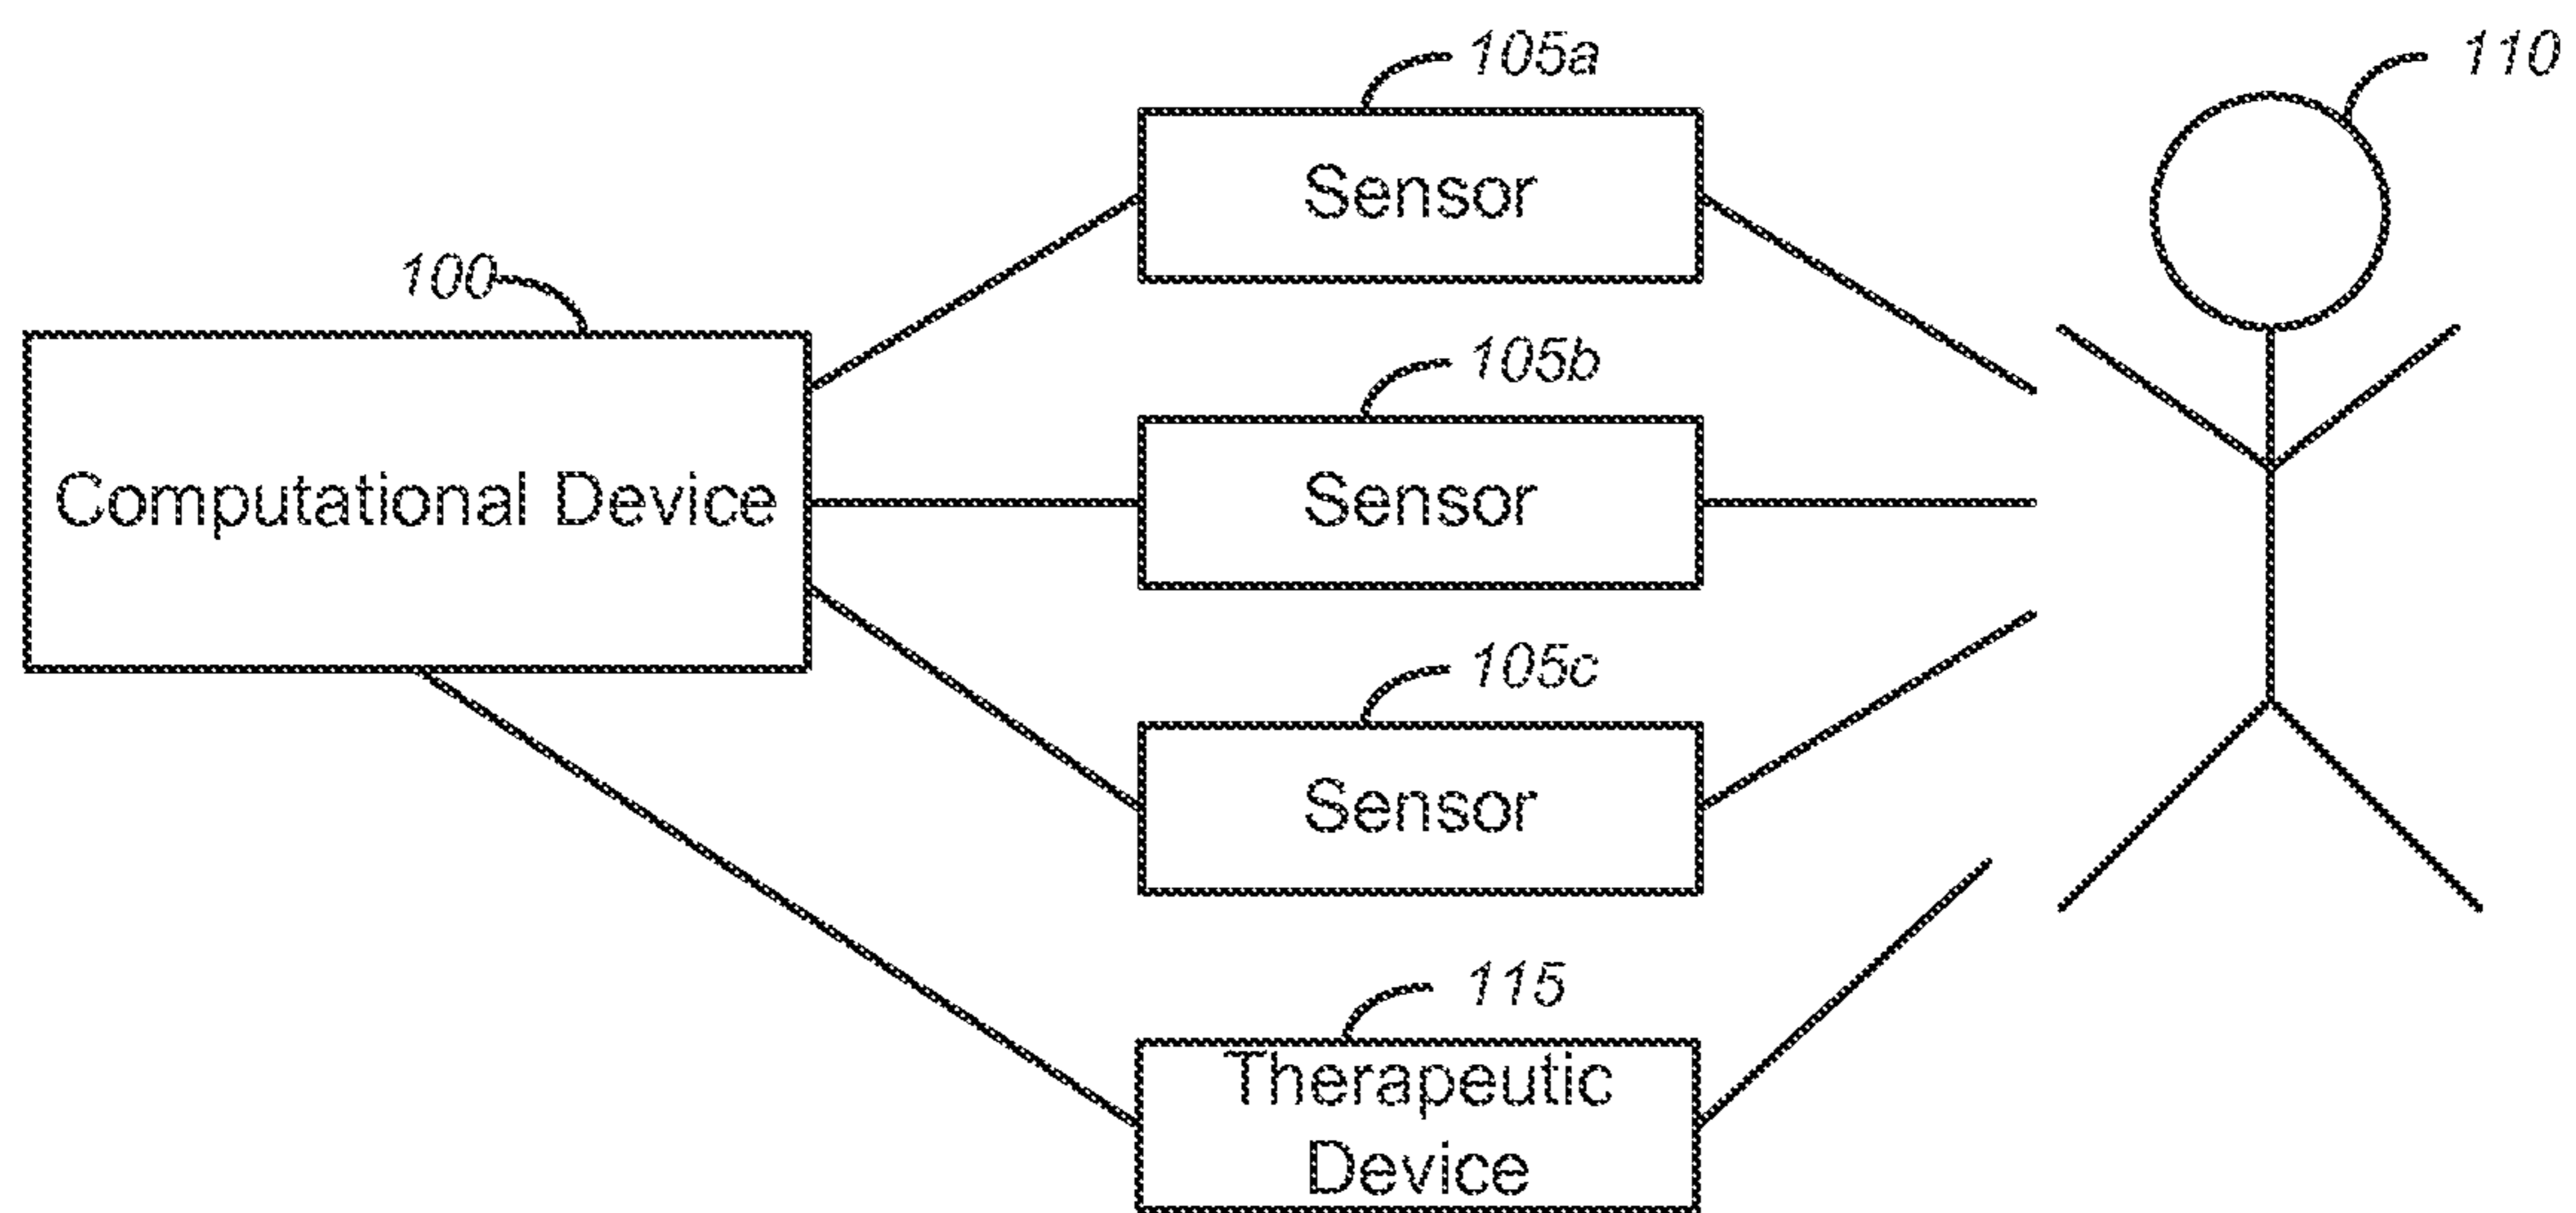 105a
110
Sensor
100
105b
Computational Device
Sensor
105c
Sensor
115
Therapeutic
Device